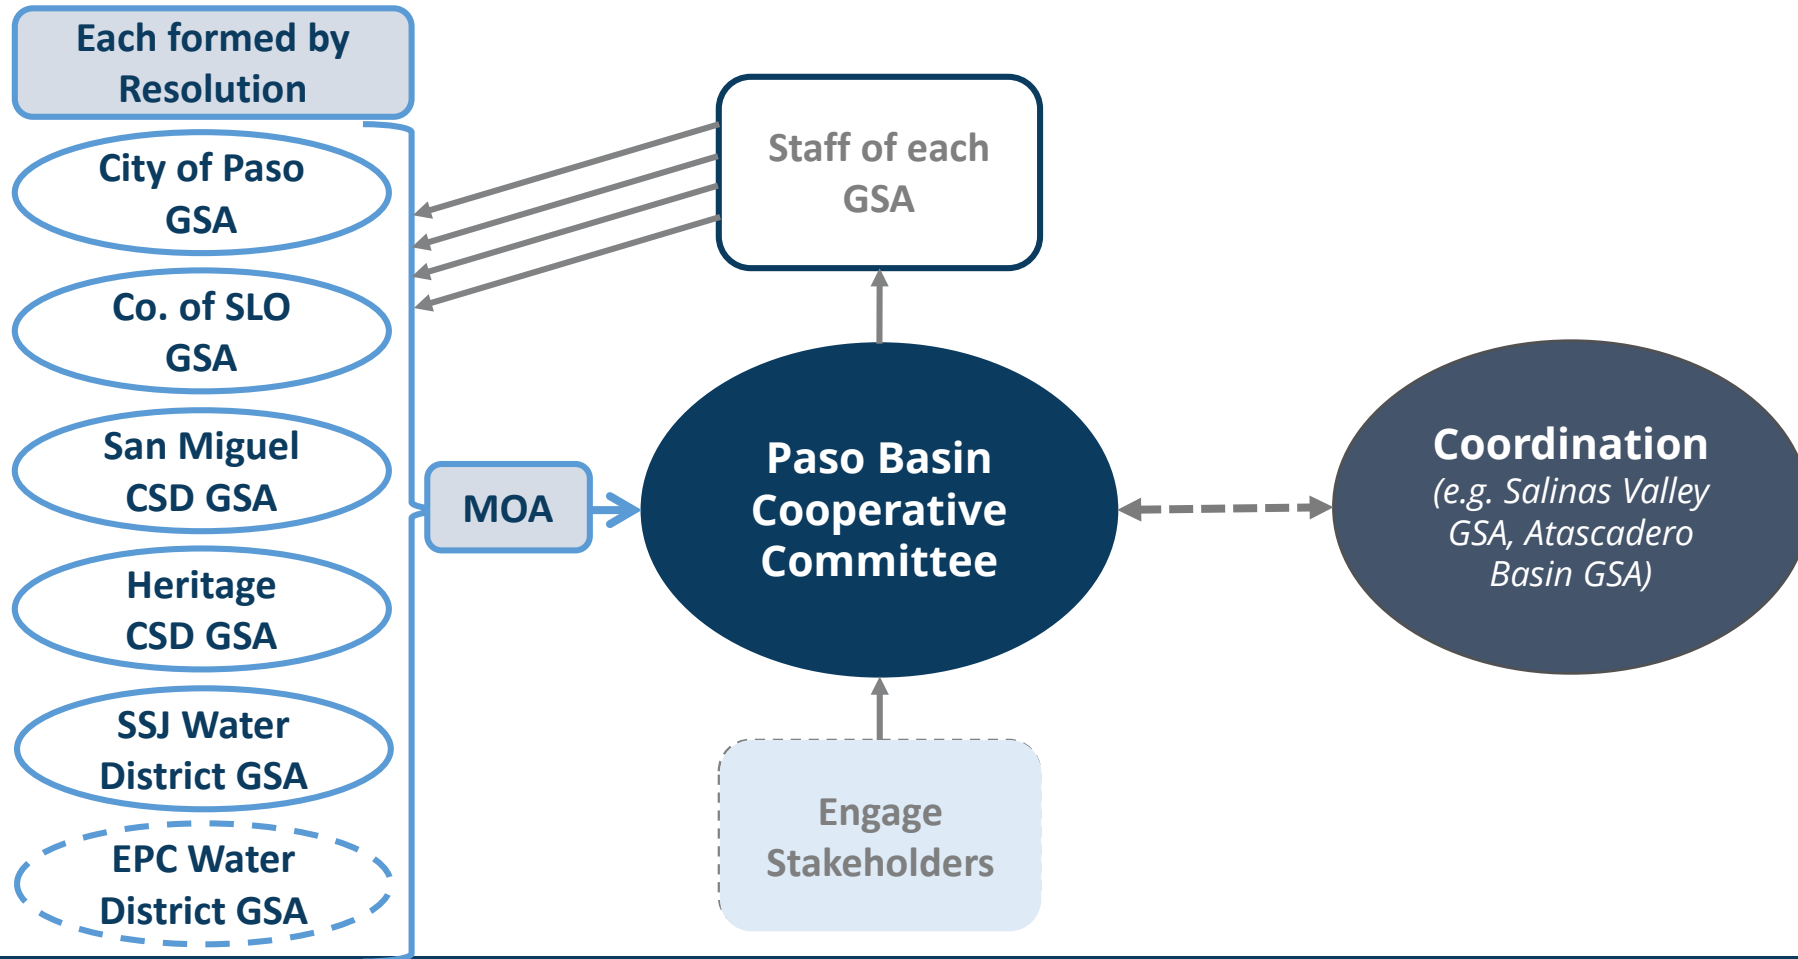 Each formed by
Resolution
City of Paso
GSA
Co. of SLO
GSA
San Miguel
CSD GSA
Heritage
CSD GSA
SSJ Water
District GSA
EPC Water
District GSA
MOA
Staff of each
GSA
Paso Basin
Cooperative
Committee
Engage
Stakeholders
Coordination
(e.g. Salinas Valley
GSA, Atascadero
Basin GSA)